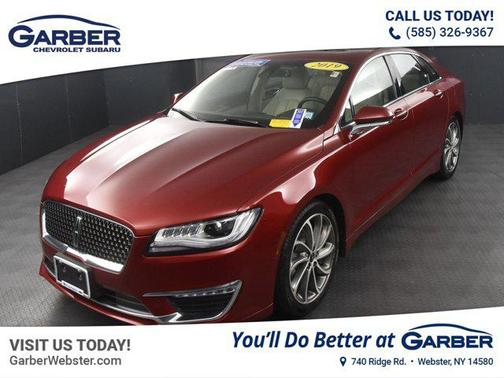 GARBER
CHEVROLET SUBARU
CALL US TODAY!
(585) 326-9367
2019
VISIT US TODAY!
GarberWebster.com
You'll Do Better at GARBER
740 Ridge Rd. • Webster, NY 14580